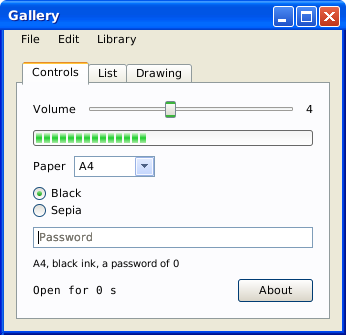 Gallery
File Edit Library
Controls List Drawing
Volume 4
Paper A4
Black
Sepia
Password
A4, black ink, a password of 0
Open for 0 s
About